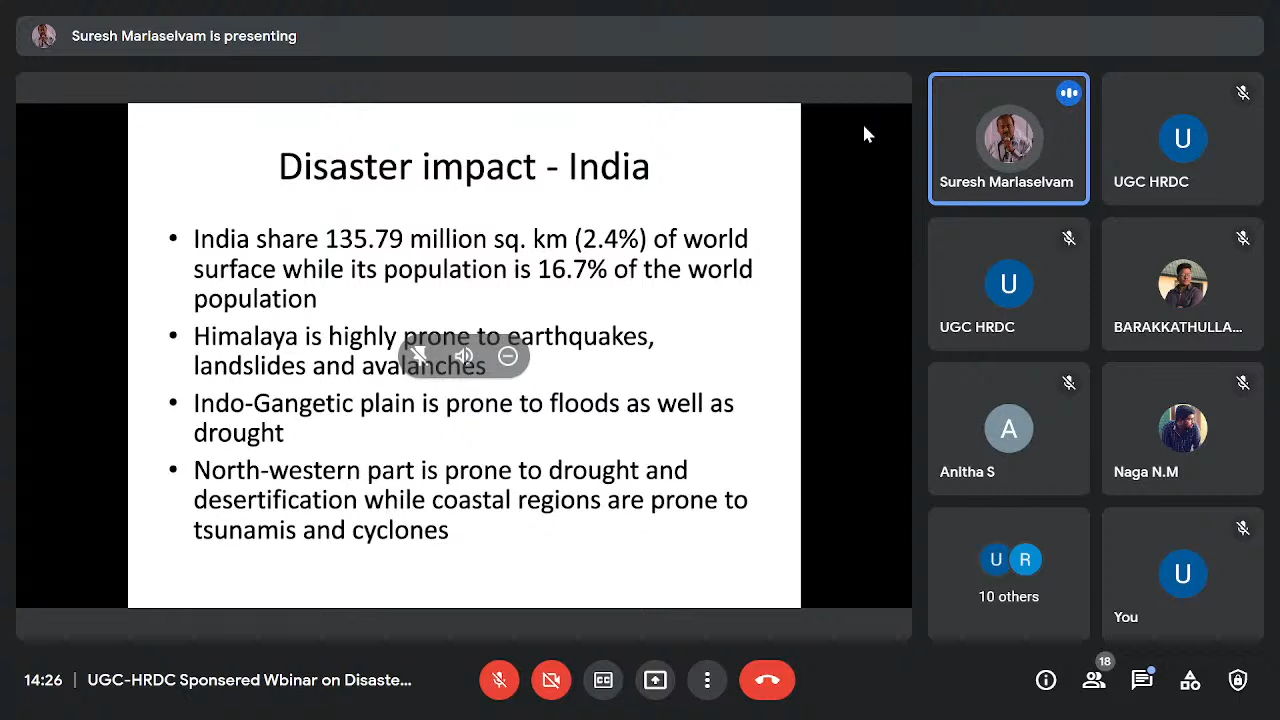 Suresh Mariaselvam is presenting
Disaster impact - India
• India share 135.79 million sq. km (2.4%) of world
surface while its population is 16.7% of the world
population
• Himalaya is highly prone to earthquakes,
landslides and avalanches
• Indo-Gangetic plain is prone to floods as well as
drought
• North-western part is prone to drought and
desertification while coastal regions are prone to
tsunamis and cyclones
Suresh Mariaselvam
U
UGC HRDC
U
UGC HRDC
BARAKKATHULLA...
A
Anitha S
Naga N.M
U R
10 others
U
You
14:26 | UGC-HRDC Sponsered Wbinar on Disaste...
CC
18